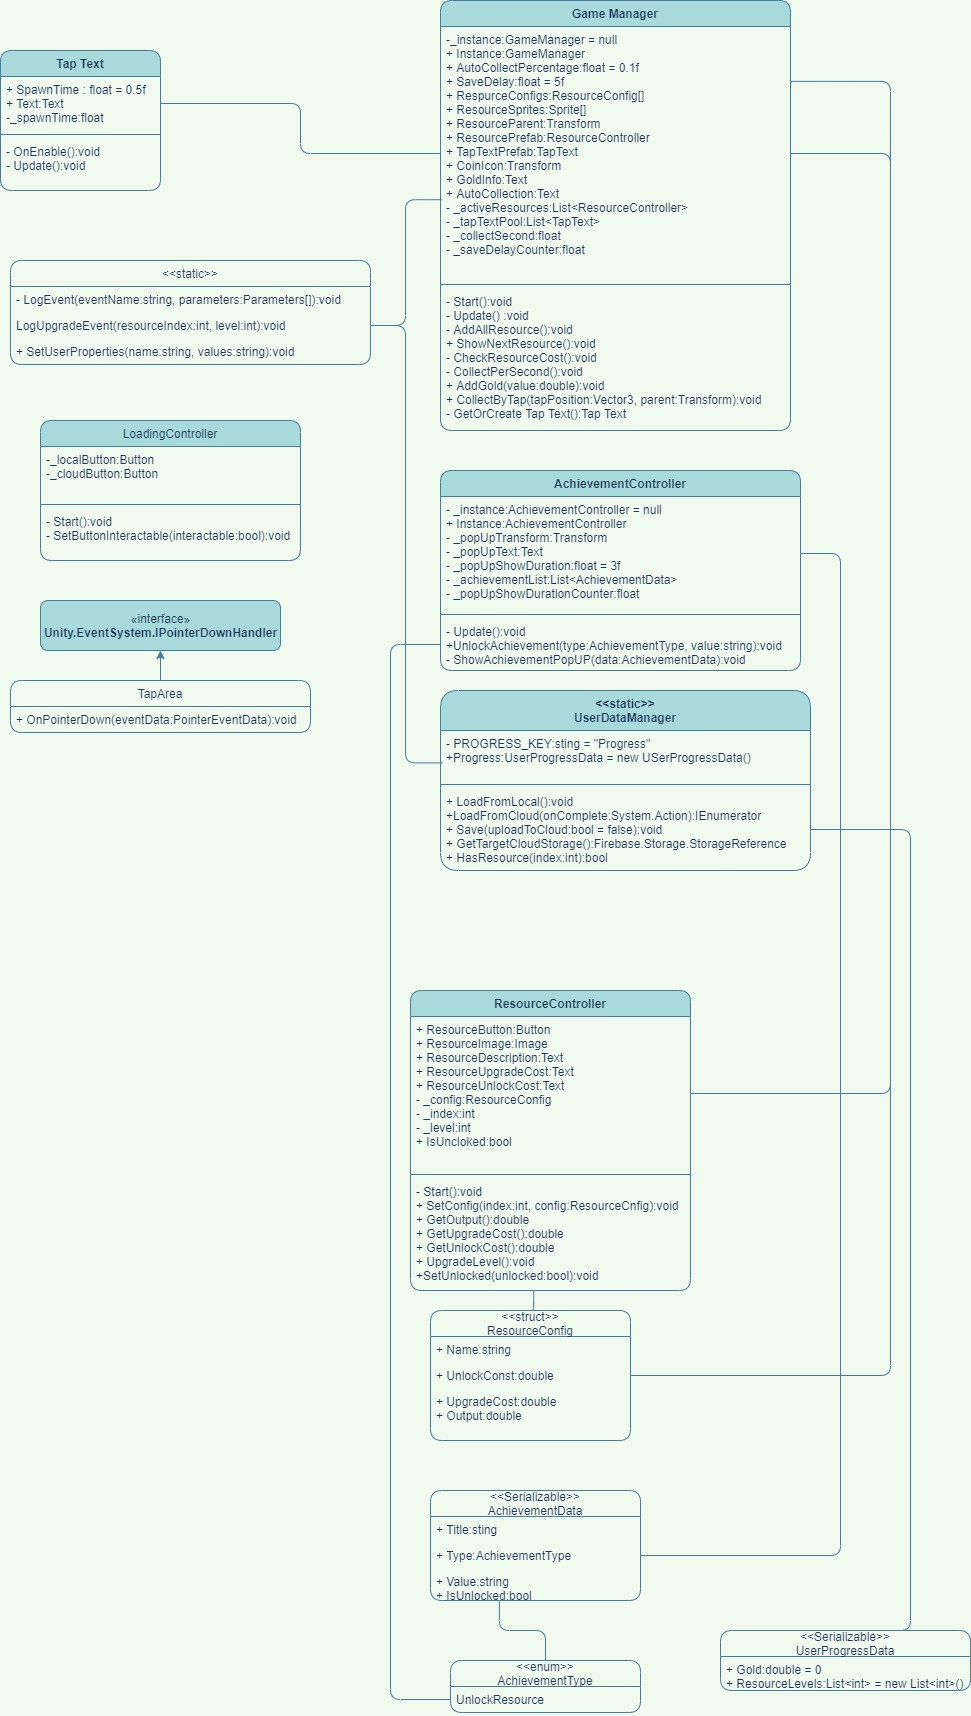 Game Manager
-_instance:GameManager = null
+ Instance:GameManager
+ AutoCollectPercentage:float = 0.1f
+ SaveDelay:float = 5f
+ RespurceConfigs:ResourceConfig[]
+ ResourceSprites:Sprite[]
+ ResourceParent:Transform
+ ResourcePrefab:ResourceController
+ TapTextPrefab:TapText
+ CoinIcon:Transform
+ GoldInfo:Text
+ AutoCollection:Text
- _activeResources:List<ResourceController>
- _tapTextPool:List<TapText>
- _collectSecond:float
- _saveDelayCounter:float
- Start():void
- Update() :void
- AddAllResource():void
+ ShowNextResource():void
- CheckResourceCost():void
- CollectPerSecond():void
+ AddGold(value:double):void
+ CollectByTap(tapPosition:Vector3, parent:Transform):void
- GetOrCreate Tap Text():Tap Text
Tap Text
+ SpawnTime : float = 0.5f
+ Text:Text
-_spawnTime:float
- OnEnable():void
- Update():void
<<static>>
- LogEvent(eventName:string, parameters:Parameters[]):void
LogUpgradeEvent(resourceIndex:int, level:int):void
+ SetUserProperties(name:string, values:string):void
LoadingController
-_localButton:Button
-_cloudButton:Button
- Start():void
- SetButtonInteractable(interactable:bool):void
«interface»
Unity.EventSystem.IPointerDownHandler
TapArea
+ OnPointerDown(eventData:PointerEventData):void
AchievementController
- _instance:AchievementController = null
+ Instance:AchievementController
- _popUpTransform:Transform
- _popUpText:Text
- _popUpShowDuration:float = 3f
- _achievementList:List<AchievementData>
- _popUpShowDurationCounter:float
- Update():void
+UnlockAchievement(type:AchievementType, value:string):void
- ShowAchievementPopUP(data:AchievementData):void
<<static>>
UserDataManager
- PROGRESS_KEY:sting = "Progress"
+Progress:UserProgressData = new USerProgressData()
+ LoadFromLocal():void
+LoadFromCloud(onComplete:System.Action):IEnumerator
+ Save(uploadToCloud:bool = false):void
+ GetTargetCloudStorage():Firebase.Storage.StorageReference
+ HasResource(index:int):bool
ResourceController
+ ResourceButton:Button
+ ResourceImage:Image
+ ResourceDescription:Text
+ ResourceUpgradeCost:Text
+ ResourceUnlockCost:Text
- _config:ResourceConfig
- _index:int
- _level:int
+ IsUncloked:bool
- Start():void
+ SetConfig(index:int, config:ResourceCnfig):void
+ GetOutput():double
+ GetUpgradeCost():double
+ GetUnlockCost():double
+ UpgradeLevel():void
+SetUnlocked(unlocked:bool):void
<<struct>>
ResourceConfig
+ Name:string
+ UnlockConst:double
+ UpgradeCost:double
+ Output:double
<<Serializable>>
AchievementData
+ Title:sting
+ Type:AchievementType
+ Value:string
+ IsUnlocked:bool
<<enum>>
AchievementType
UnlockResource
<<Serializable>>
UserProgressData
+ Gold:double = 0
+ ResourceLevels:List<int> = new List<int>()